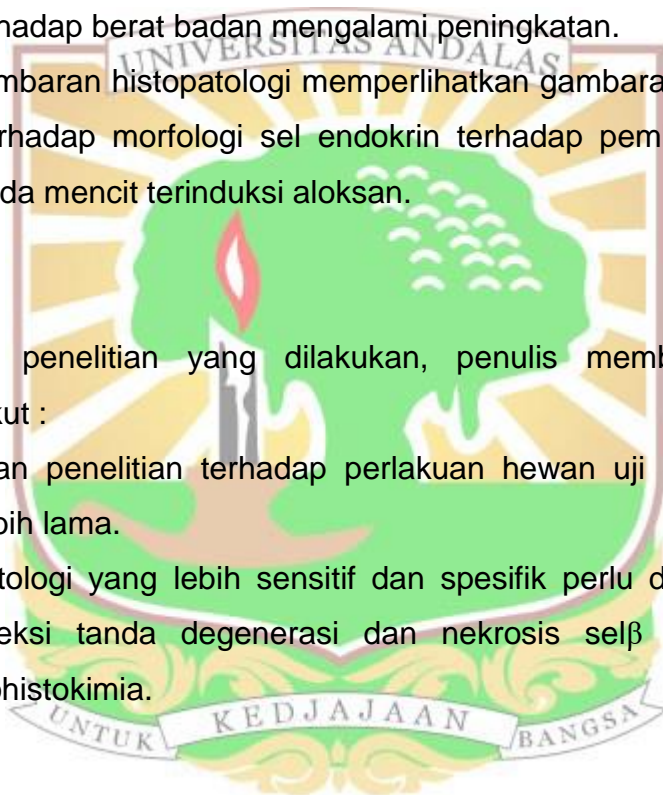 hadap berat badan mengalami peningkatan.
UNIVERSITAS ANDALAS
mbaran histopatologi memperlihatkan gambara
rhadap morfologi sel endokrin terhadap pem
da mencit terinduksi aloksan.
penelitian yang dilakukan, penulis memb
kut :
an penelitian terhadap perlakuan hewan uji
bih lama.
tologi yang lebih sensitif dan spesifik perlu d
eksi tanda degenerasi dan nekrosis selβ
ohistokimia.
UNTUK KEDJAJAAN BANGSA